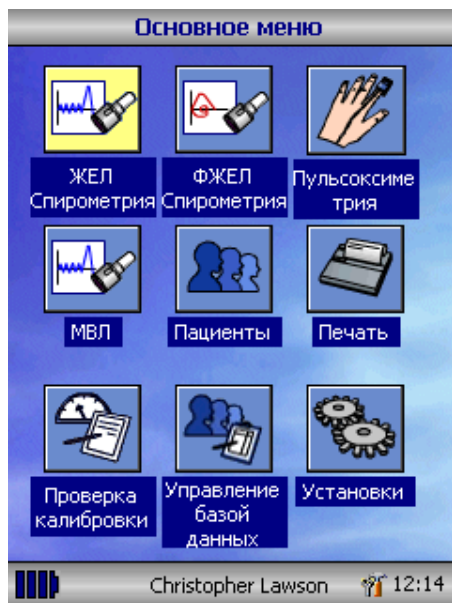 Основное меню
ЖЕЛ
Спирометрия
ФЖЕЛ
Спирометрия
Пульсоксиме
трия
МВЛ
Пациенты
Печать
Проверка
калибровки
Управление
базой
данных
Установки
Christopher Lawson
12:14